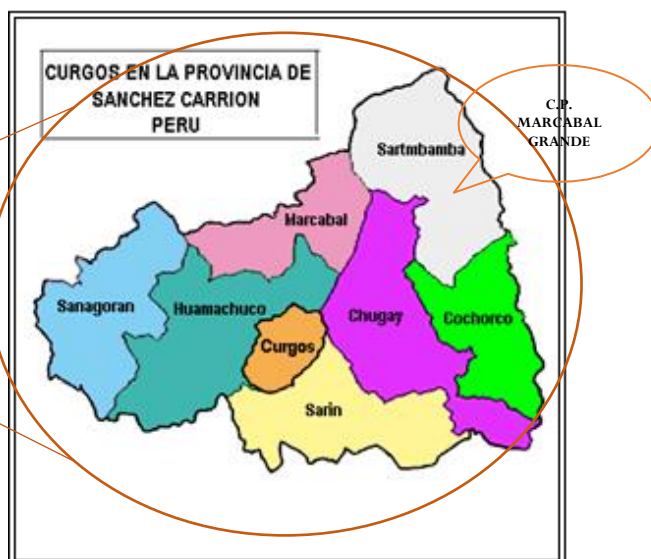 CURGOS EN LA PROVINCIA DE
SANCHEZ CARRION
PERU
C.P.
MARCABAL
GRANDE
Sartmbamba
Marcabal
Sanagoran
Huamachuco
Chugay
Cochorco
Curgos
Sarin